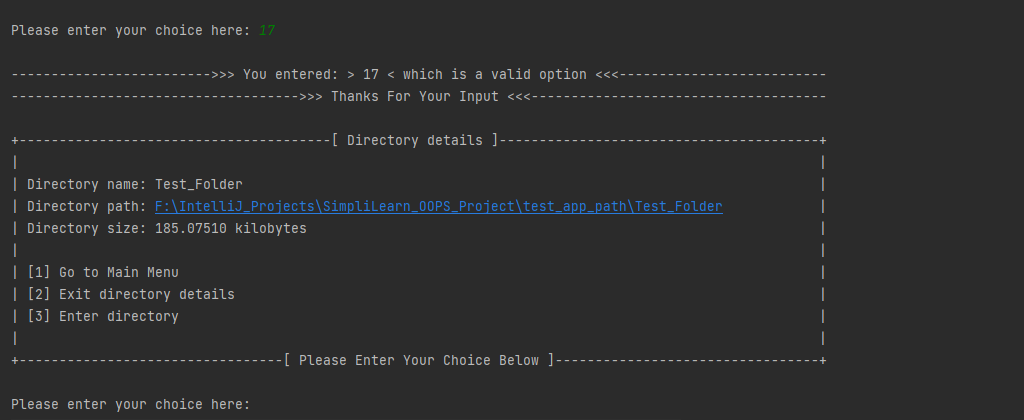 Please enter your choice here: 17
------------------------->>> You entered: > 17 < which is a valid option <<<--------------------------
------------------------------------>>> Thanks For Your Input <<<-------------------------------------
+---------------------------------------[ Directory details ]----------------------------------------+
| |
| Directory name: Test_Folder |
| Directory path: F:\IntelliJ_Projects\SimpliLearn_OOPS_Project\test_app_path\Test_Folder |
| Directory size: 185.07510 kilobytes |
| |
| [1] Go to Main Menu |
| [2] Exit directory details |
| [3] Enter directory |
| |
+---------------------------------[ Please Enter Your Choice Below ]---------------------------------+
Please enter your choice here: